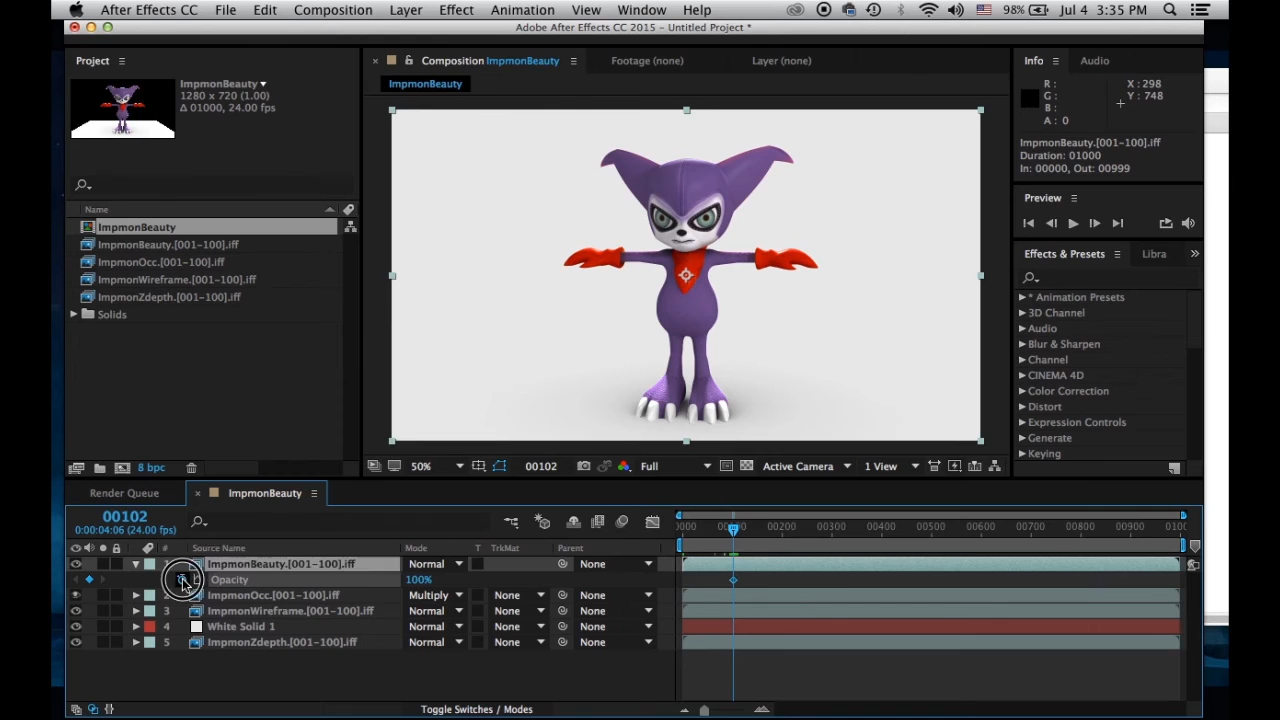 After Effects CC File Edit Composition Layer Effect Animation View Window Help 98% Jul 4 3:35 PM
Adobe After Effects CC 2015 - Untitled Project *
Project
Composition ImpmonBeauty Footage (none) Layer (none)
Info Audio
ImpmonBeauty
1280 x 720 (1.00)
Δ 01000, 24.00 fps
ImpmonBeauty
R : X : 298
G : Y : 748
B :
A : 0
ImpmonBeauty.[001-100].iff
Duration: 01000
In: 00000, Out: 00999
Preview
Name
ImpmonBeauty
ImpmonBeauty.[001-100].iff
ImpmonOcc.[001-100].iff
ImpmonWireframe.[001-100].iff
ImpmonZdepth.[001-100].iff
Solids
Effects & Presets Libra
* Animation Presets
3D Channel
Audio
Blur & Sharpen
Channel
CINEMA 4D
Color Correction
Distort
Expression Controls
Generate
Keying
8 bpc
50% 00102 Full Active Camera 1 View
Render Queue ImpmonBeauty
00102
0:00:04:06 (24.00 fps)
0000 00200 00300 00400 00500 00600 00700 00800 00900 0100
# Source Name Mode T TrkMat Parent
ImpmonBeauty.[001-100].iff Normal None
Opacity 100%
ImpmonOcc.[001-100].iff Multiply None None
3 ImpmonWireframe.[001-100].iff Normal None None
4 White Solid 1 Normal None None
5 ImpmonZdepth.[001-100].iff Normal None None
Toggle Switches / Modes